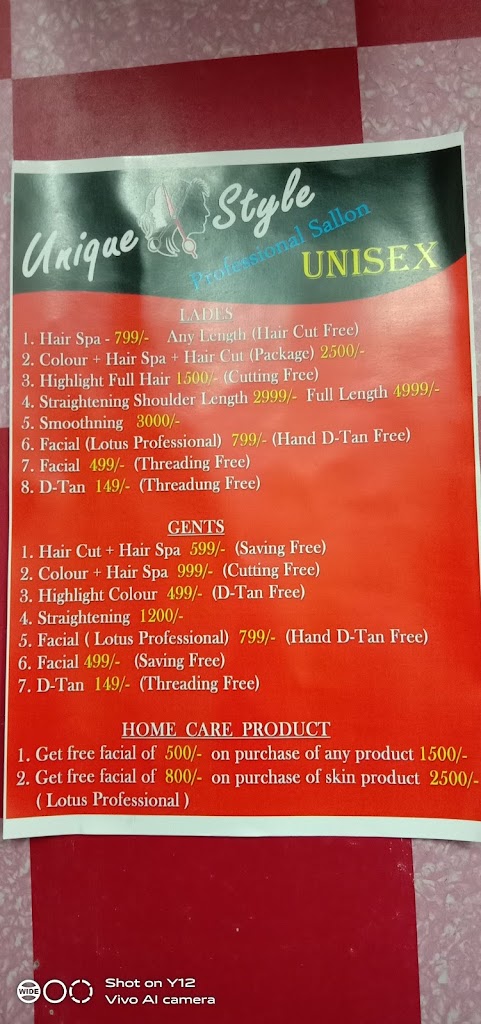 Unique Style
Professional Sallon
UNISEX
LADES
1. Hair Spa - 799/- Any Length (Hair Cut Free)
2. Colour + Hair Spa + Hair Cut (Package) 2500/-
3. Highlight Full Hair 1500/- (Cutting Free)
4. Straightening Shoulder Length 2999/- Full Length 4999/-
5. Smoothning 3000/-
6. Facial (Lotus Professional) 799/- (Hand D-Tan Free)
7. Facial 499/- (Threading Free)
8. D-Tan 149/- (Threadung Free)
GENTS
1. Hair Cut + Hair Spa 599/- (Saving Free)
2. Colour + Hair Spa 999/- (Cutting Free)
3. Highlight Colour 499/- (D-Tan Free)
4. Straightening 1200/-
5. Facial ( Lotus Professional) 799/- (Hand D-Tan Free)
6. Facial 499/- (Saving Free)
7. D-Tan 149/- (Threading Free)
HOME CARE PRODUCT
1. Get free facial of 500/- on purchase of any product 1500/-
2. Get free facial of 800/- on purchase of skin product 2500/-
( Lotus Professional )
WIDE
Shot on Y12
Vivo AI camera